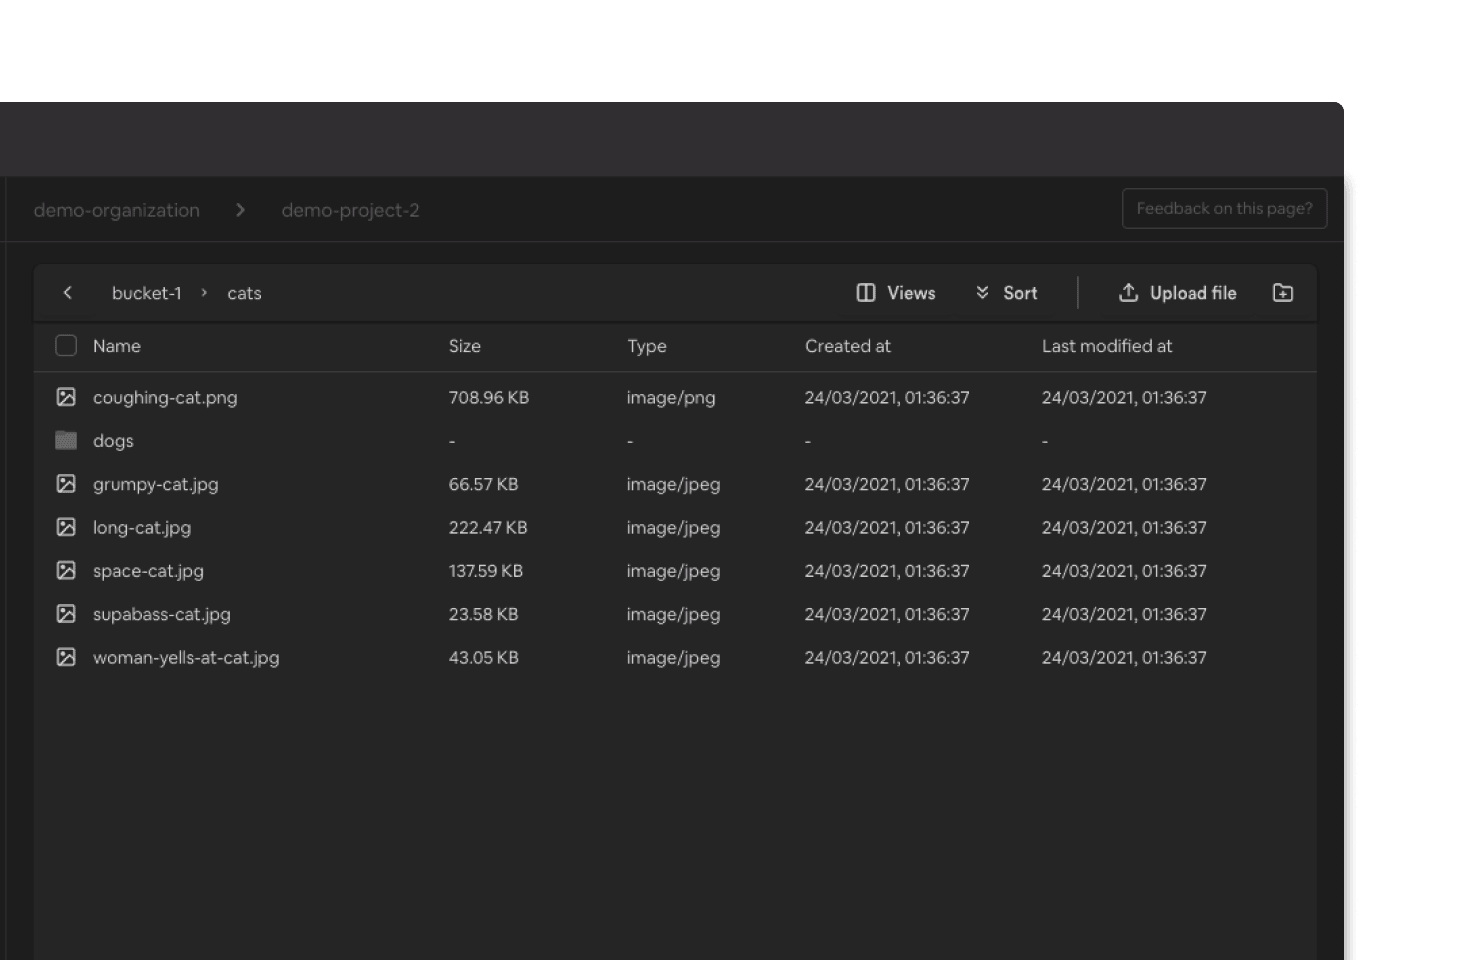 demo-organization > demo-project-2 Feedback on this page?
bucket-1 > cats Views Sort Upload file
Name Size Type Created at Last modified at
coughing-cat.png 708.96 KB image/png 24/03/2021, 01:36:37 24/03/2021, 01:36:37
dogs - - - -
grumpy-cat.jpg 66.57 KB image/jpeg 24/03/2021, 01:36:37 24/03/2021, 01:36:37
long-cat.jpg 222.47 KB image/jpeg 24/03/2021, 01:36:37 24/03/2021, 01:36:37
space-cat.jpg 137.59 KB image/jpeg 24/03/2021, 01:36:37 24/03/2021, 01:36:37
supabass-cat.jpg 23.58 KB image/jpeg 24/03/2021, 01:36:37 24/03/2021, 01:36:37
woman-yells-at-cat.jpg 43.05 KB image/jpeg 24/03/2021, 01:36:37 24/03/2021, 01:36:37